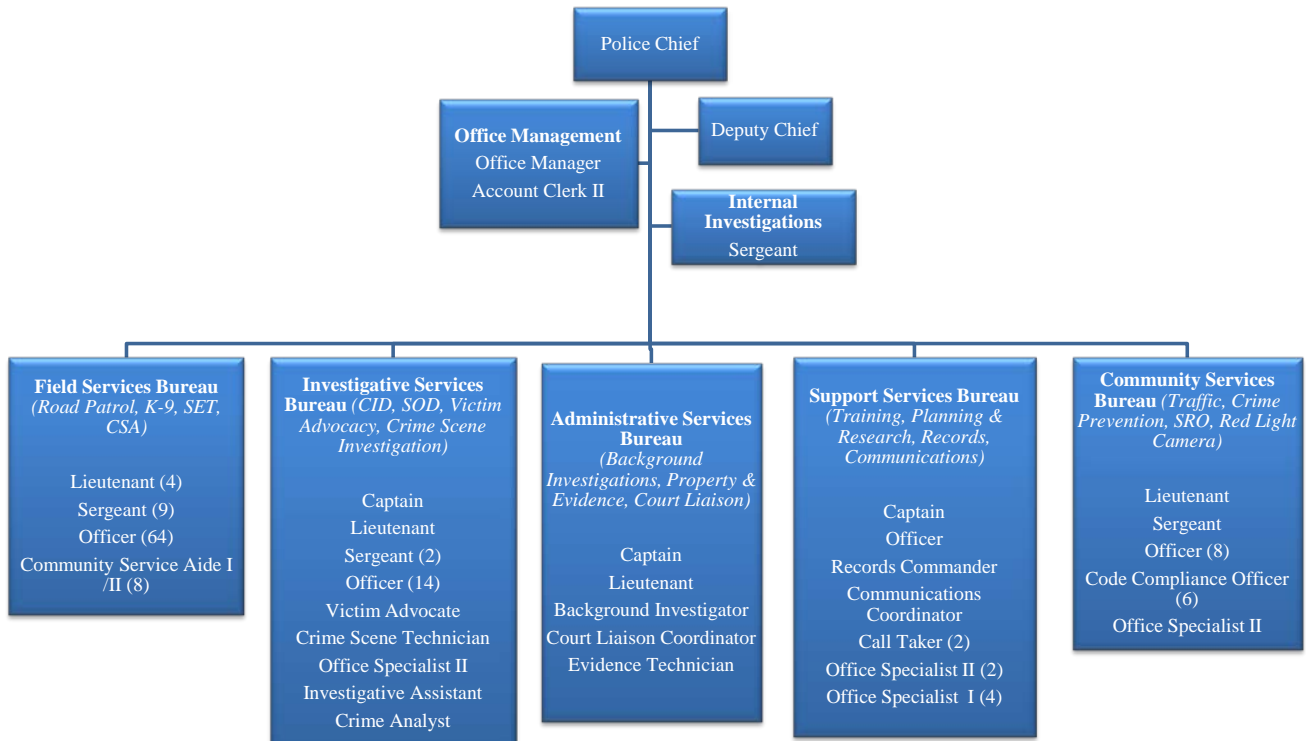 Police Chief
Office Management
Office Manager
Account Clerk II
Deputy Chief
Internal
Investigations
Sergeant
Field Services Bureau
(Road Patrol, K-9, SET,
CSA)
Lieutenant (4)
Sergeant (9)
Officer (64)
Community Service Aide I
/II (8)
Investigative Services
Bureau (CID, SOD, Victim
Advocacy, Crime Scene
Investigation)
Captain
Lieutenant
Sergeant (2)
Officer (14)
Victim Advocate
Crime Scene Technician
Office Specialist II
Investigative Assistant
Crime Analyst
Administrative Services
Bureau
(Background
Investigations, Property &
Evidence, Court Liaison)
Captain
Lieutenant
Background Investigator
Court Liaison Coordinator
Evidence Technician
Support Services Bureau
(Training, Planning &
Research, Records,
Communications)
Captain
Officer
Records Commander
Communications
Coordinator
Call Taker (2)
Office Specialist II (2)
Office Specialist I (4)
Community Services
Bureau (Traffic, Crime
Prevention, SRO, Red Light
Camera)
Lieutenant
Sergeant
Officer (8)
Code Compliance Officer
(6)
Office Specialist II